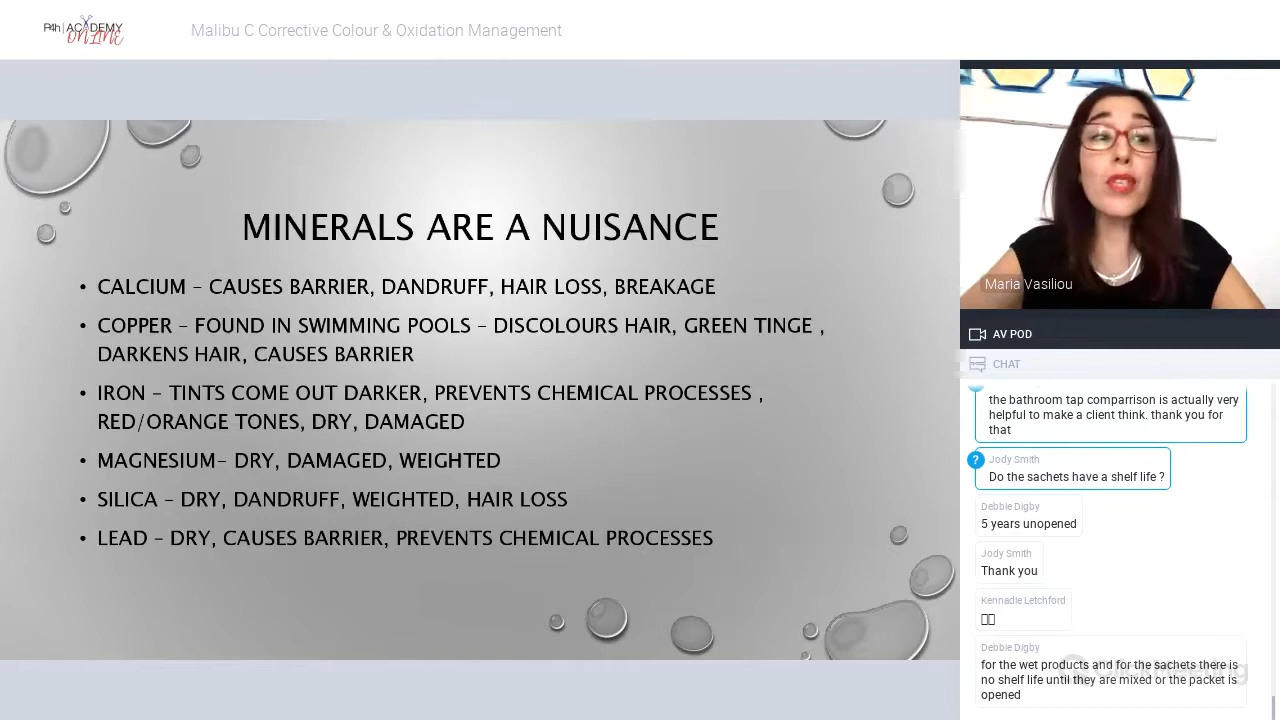 P4h | ACADEMY
ONLINE
Malibu C Corrective Colour & Oxidation Management
MINERALS ARE A NUISANCE
• CALCIUM – CAUSES BARRIER, DANDRUFF, HAIR LOSS, BREAKAGE
• COPPER – FOUND IN SWIMMING POOLS – DISCOLOURS HAIR, GREEN TINGE ,
DARKENS HAIR, CAUSES BARRIER
• IRON – TINTS COME OUT DARKER, PREVENTS CHEMICAL PROCESSES ,
RED/ORANGE TONES, DRY, DAMAGED
• MAGNESIUM– DRY, DAMAGED, WEIGHTED
• SILICA – DRY, DANDRUFF, WEIGHTED, HAIR LOSS
• LEAD – DRY, CAUSES BARRIER, PREVENTS CHEMICAL PROCESSES
Maria Vasiliou
AV POD
CHAT
the bathroom tap comparrison is actually very
helpful to make a client think. thank you for
that
?
Jody Smith
Do the sachets have a shelf life ?
Debbie Digby
5 years unopened
Jody Smith
Thank you
Kennadie Letchford
Debbie Digby
for the wet products and for the sachets there is
no shelf life until they are mixed or the packet is
opened